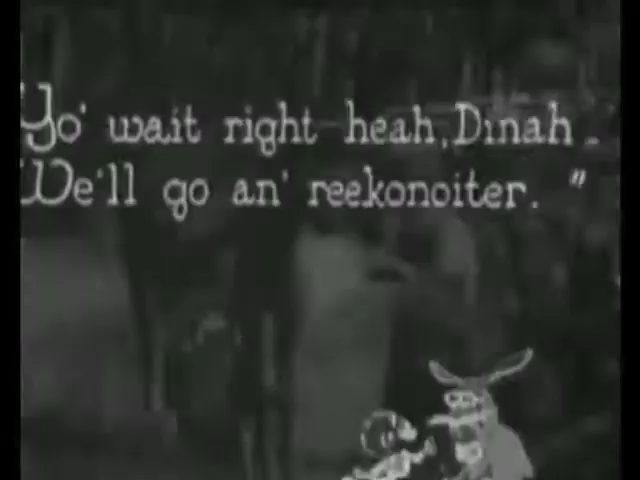 Yo' wait right heah, Dinah.
We'll go an' reekonoiter."